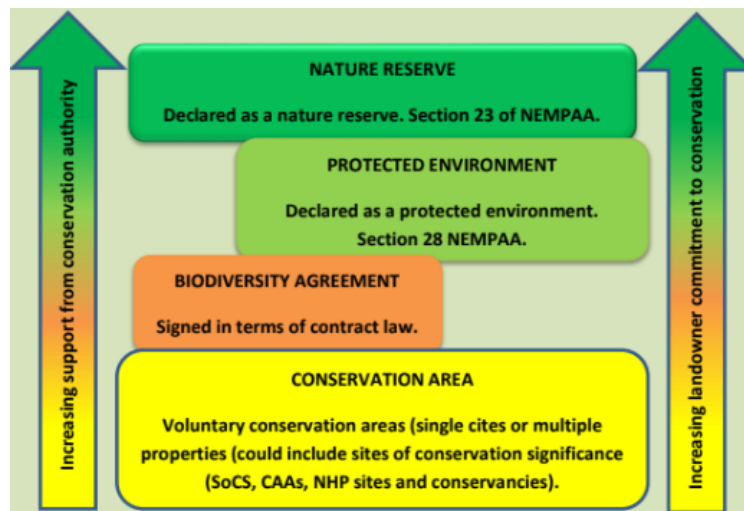 Increasing support from conservation authority
NATURE RESERVE
Declared as a nature reserve. Section 23 of NEMPAA.
PROTECTED ENVIRONMENT
Declared as a protected environment.
Section 28 NEMPAA.
BIODIVERSITY AGREEMENT
Signed in terms of contract law.
CONSERVATION AREA
Voluntary conservation areas (single cites or multiple
properties (could include sites of conservation significance
(SoCS, CAAs, NHP sites and conservancies).
Increasing landowner commitment to conservation